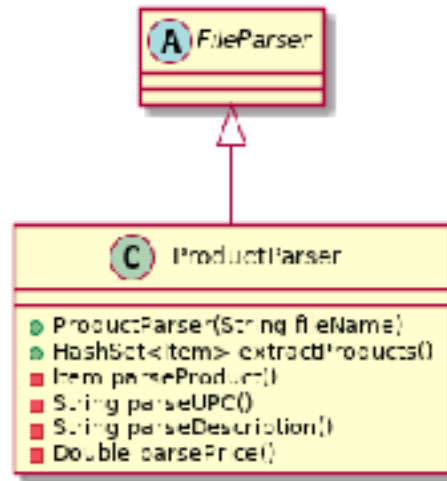 A FileParser
C ProductParser
ProductParser(String fileName)
HashSet<Item> extractProducts()
Item parseProduct()
String parseUPC()
String parseDescription()
Double parsePrice()